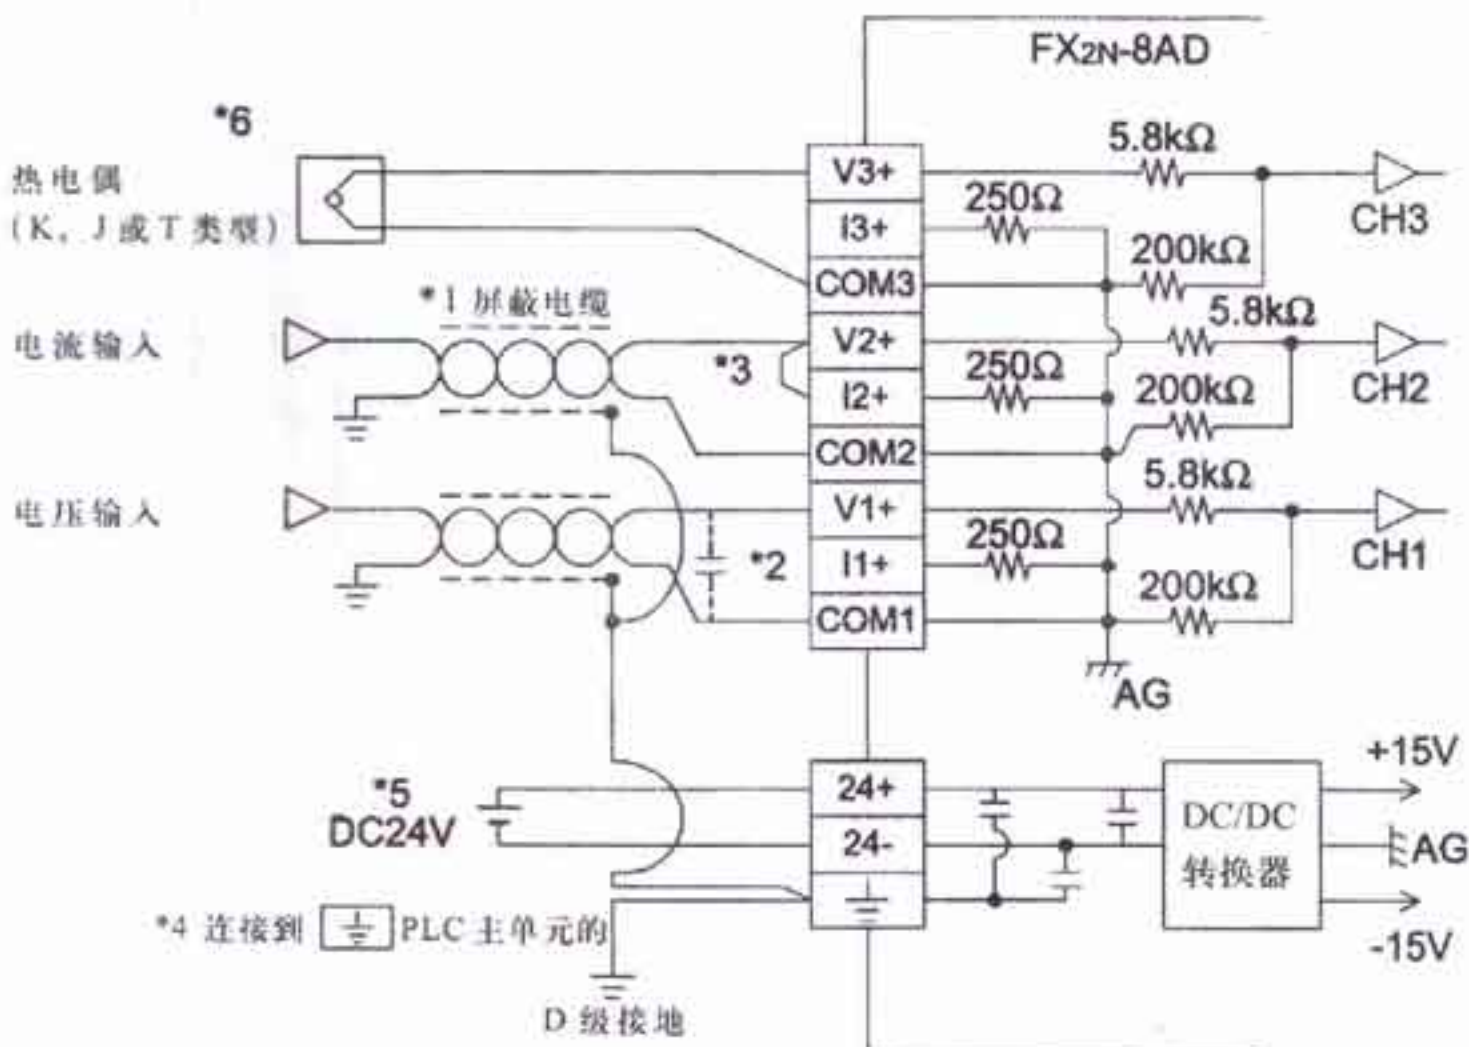 FX2N-8AD
*6
热电偶
(K, J 或 T 类型)
V3+
I3+
COM3
5.8kΩ
250Ω
200kΩ
CH3
*1 屏蔽电缆
电流输入
*3
V2+
I2+
COM2
5.8kΩ
250Ω
200kΩ
CH2
电压输入
*2
V1+
I1+
COM1
5.8kΩ
250Ω
200kΩ
CH1
AG
*5
DC24V
24+
24-
DC/DC
转换器
+15V
AG
-15V
*4 连接到 PLC 主单元的
D 级接地